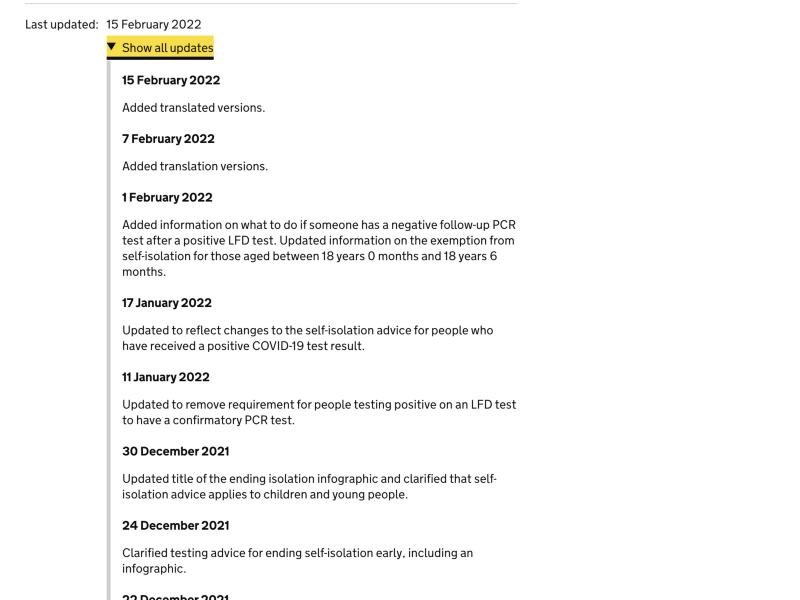 Last updated: 15 February 2022
▼ Show all updates
15 February 2022
Added translated versions.
7 February 2022
Added translation versions.
1 February 2022
Added information on what to do if someone has a negative follow-up PCR
test after a positive LFD test. Updated information on the exemption from
self-isolation for those aged between 18 years 0 months and 18 years 6
months.
17 January 2022
Updated to reflect changes to the self-isolation advice for people who
have received a positive COVID-19 test result.
11 January 2022
Updated to remove requirement for people testing positive on an LFD test
to have a confirmatory PCR test.
30 December 2021
Updated title of the ending isolation infographic and clarified that self-
isolation advice applies to children and young people.
24 December 2021
Clarified testing advice for ending self-isolation early, including an
infographic.
22 December 2021